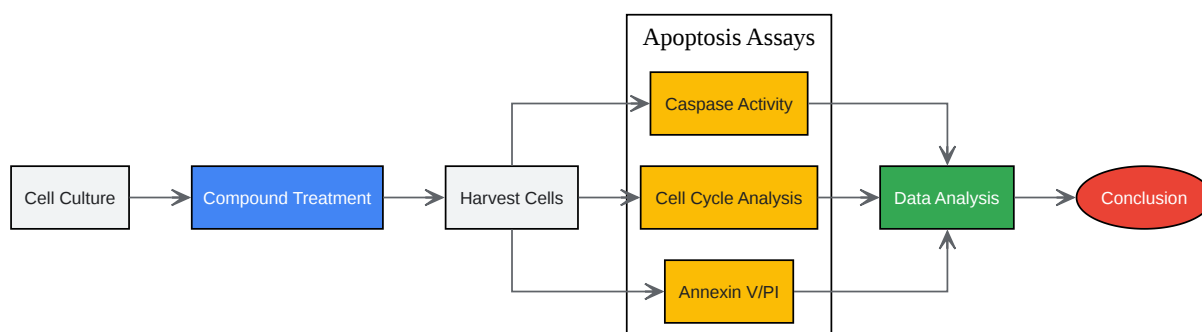 Apoptosis Assays
Caspase Activity
Cell Culture
Compound Treatment
Harvest Cells
Cell Cycle Analysis
Data Analysis
Conclusion
Annexin V/PI